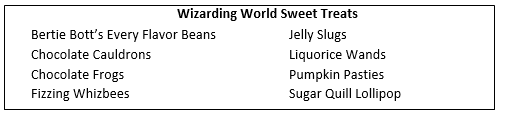 Wizarding World Sweet Treats
Bertie Bott's Every Flavor Beans Jelly Slugs
Chocolate Cauldrons Liquorice Wands
Chocolate Frogs Pumpkin Pasties
Fizzing Whizbees Sugar Quill Lollipop